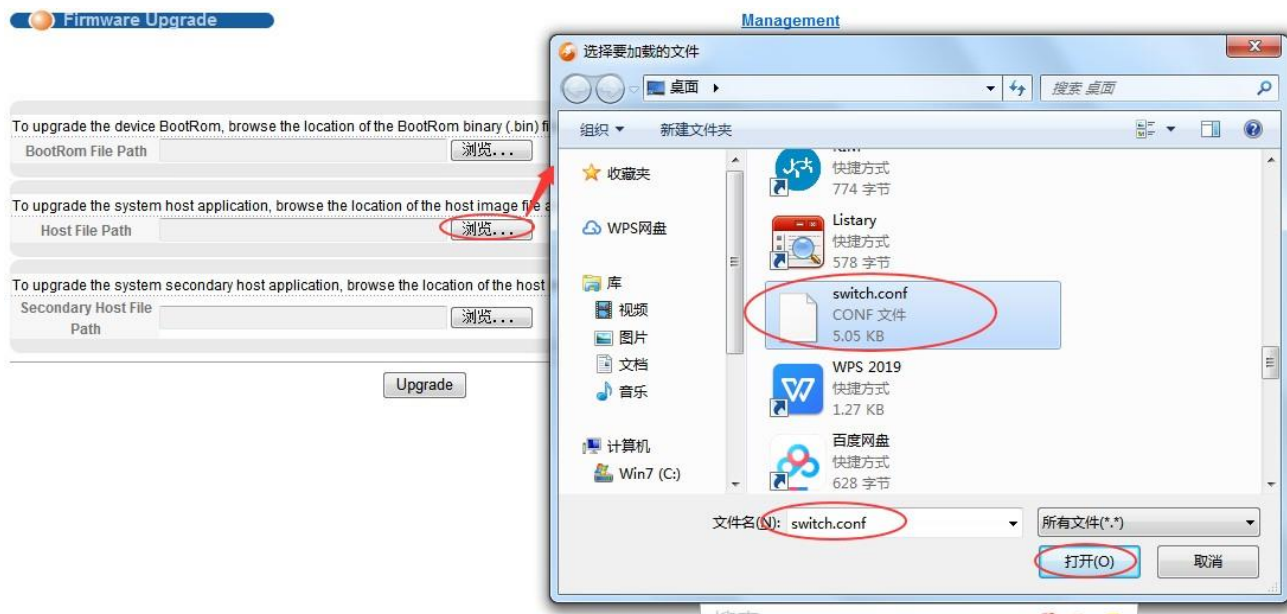 Firmware Upgrade
Management
To upgrade the device BootRom, browse the location of the BootRom binary (.bin) fi
BootRom File Path
浏览...
To upgrade the system host application, browse the location of the host image file a
Host File Path
浏览...
To upgrade the system secondary host application, browse the location of the host
Secondary Host File
Path
浏览...
Upgrade
选择要加载的文件
桌面
搜索 桌面
组织
新建文件夹
收藏夹
WPS网盘
库
视频
图片
文档
音乐
计算机
Win7 (C:)
快捷方式
774 字节
Listary
快捷方式
578 字节
switch.conf
CONF 文件
5.05 KB
WPS 2019
快捷方式
1.27 KB
百度网盘
快捷方式
628 字节
文件名(N): switch.conf
所有文件(*.*)
打开(O)
取消